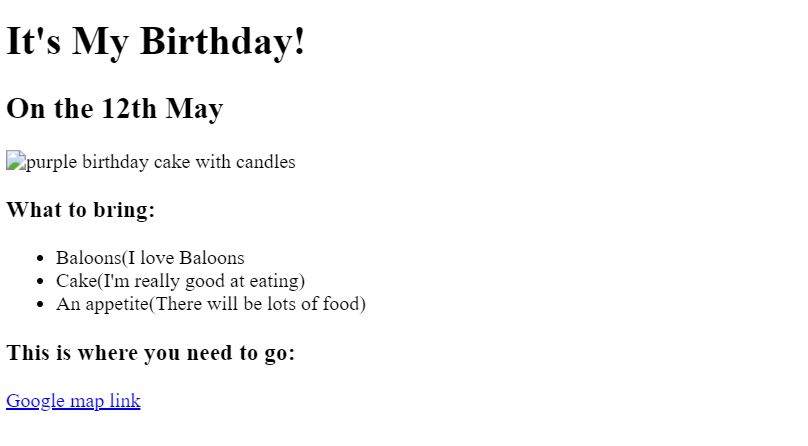 It's My Birthday!
On the 12th May
purple birthday cake with candles
What to bring:
Baloons(I love Baloons
Cake(I'm really good at eating)
An appetite(There will be lots of food)
This is where you need to go:
Google map link